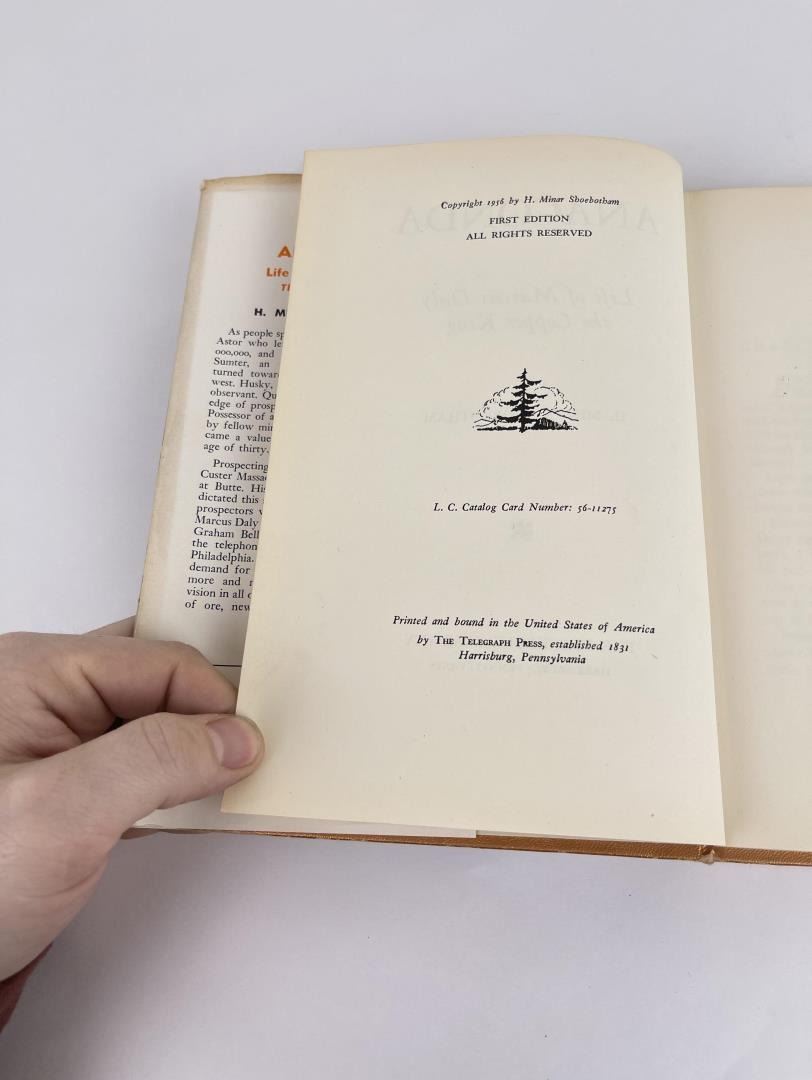 A
Life
T
H. M
As people sp
Astor who le
000,000, and
Sumter, an
turned towar
west. Husky,
observant. Qu
edge of prosp
Possessor of a
by fellow mi
came a value
age of thirty.
Prospecting
Custer Massa
at Butte. Hi
dictated this
prospectors v
Marcus Daly
Graham Bell
the telephon
Philadelphia.
demand for
more and
vision in all
of ore, new
Copyright 1956 by H. Minar Shoebotham
FIRST EDITION
ALL RIGHTS RESERVED
L. C. Catalog Card Number: 56-11275
Printed and bound in the United States of America
by THE TELEGRAPH PRESS, established 1831
Harrisburg, Pennsylvania